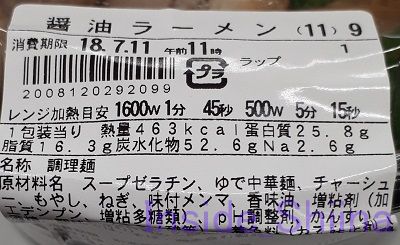 醤油ラーメン (11) 9
消費期限 18.7.11 午前11時 1
プラ ラップ
2008120292099
レンジ加熱目安 1600W 1分 45秒 500W 5分 15秒
1包装当り 熱量463kcal蛋白質25.8g
脂質16.3g炭水化物52.6gNa2.6g
名称 調理麺
原材料名 スープゼラチン、ゆで中華麺、チャーシュ
ー、もやし、ねぎ、味付メンマ、香味油、増粘剤(加
工デンプン、増粘多糖類)、pH調整剤、かんすい
Inside Shima